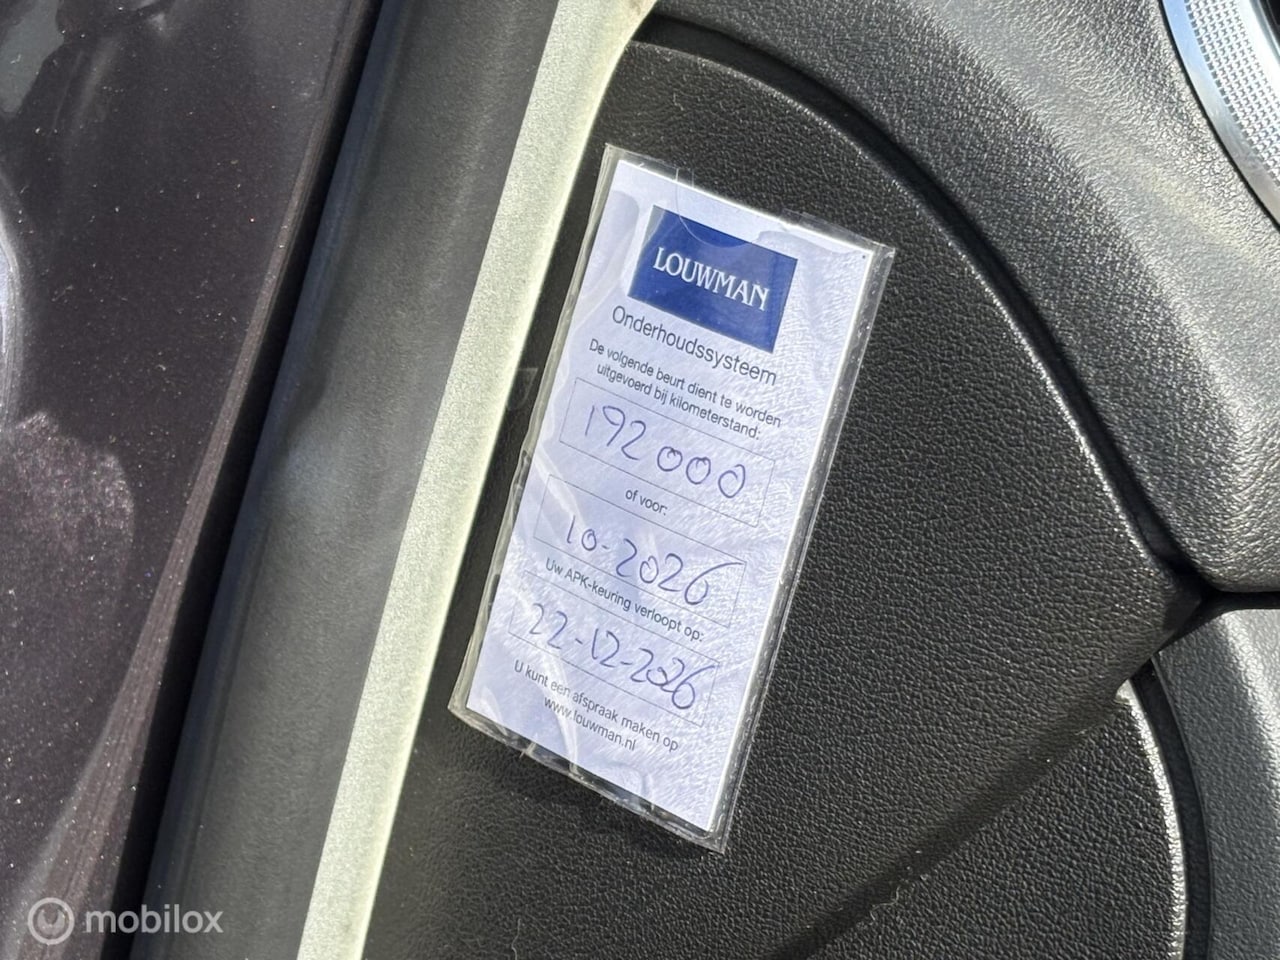 LOUWMAN
Onderhoudssysteem
De volgende beurt dient te worden
uitgevoerd bij kilometerstand:
192000
of voor:
10-2026
Uw APK-keuring verloopt op:
22-12-2026
U kunt een afspraak maken op
www.louwman.nl
mobilox